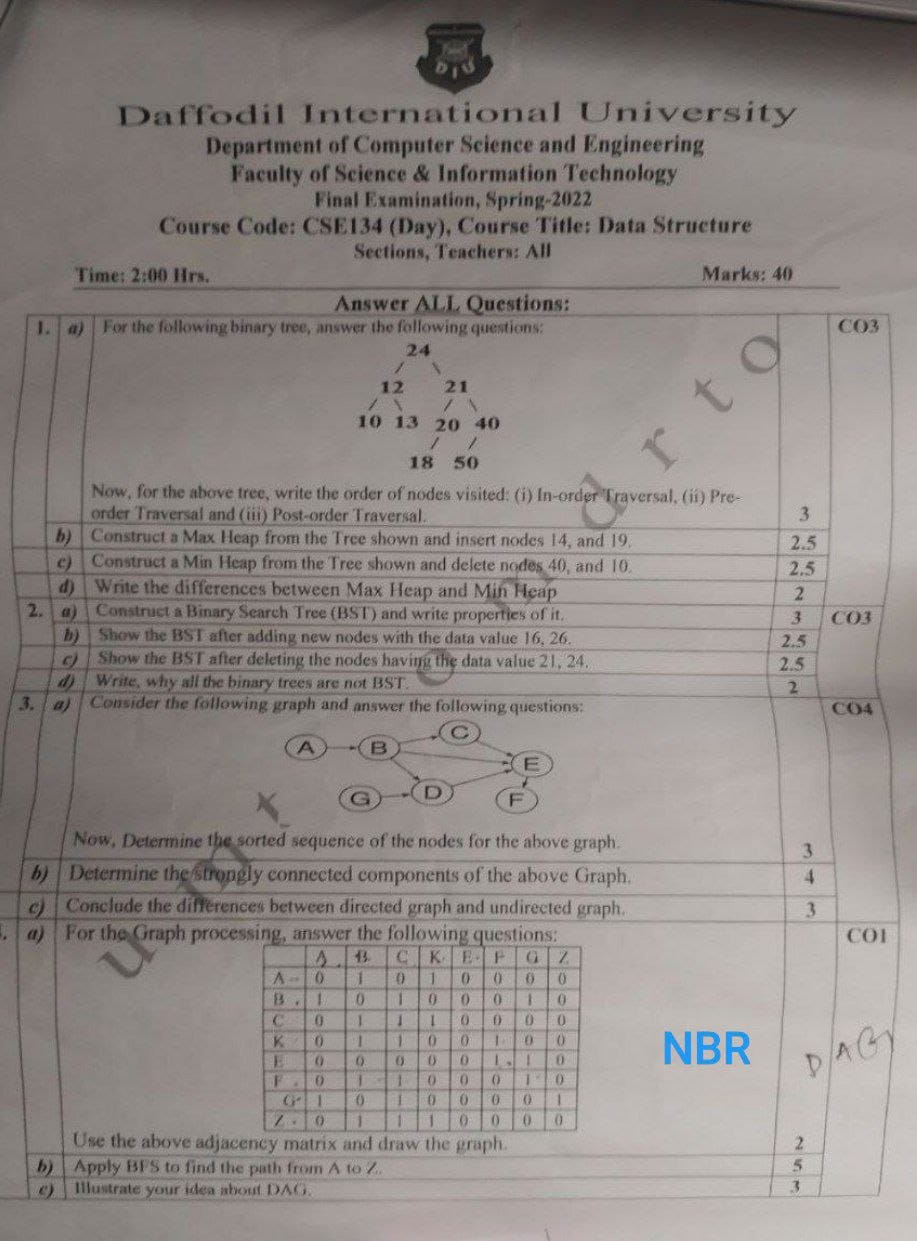 DIU
Daffodil International University
Department of Computer Science and Engineering
Faculty of Science & Information Technology
Final Examination, Spring-2022
Course Code: CSE134 (Day), Course Title: Data Structure
Sections, Teachers: All
Time: 2:00 Hrs. Marks: 40
Answer ALL Questions:
1. a) For the following binary tree, answer the following questions: CO3
24
12 21
10 13 20 40
18 50
Now, for the above tree, write the order of nodes visited: (i) In-order Traversal, (ii) Pre-
order Traversal and (iii) Post-order Traversal. 3
b) Construct a Max Heap from the Tree shown and insert nodes 14, and 19. 2.5
c) Construct a Min Heap from the Tree shown and delete nodes 40, and 10. 2.5
d) Write the differences between Max Heap and Min Heap 2
2. a) Construct a Binary Search Tree (BST) and write properties of it. 3 CO3
b) Show the BST after adding new nodes with the data value 16, 26. 2.5
c) Show the BST after deleting the nodes having the data value 21, 24. 2.5
d) Write, why all the binary trees are not BST. 2
3. a) Consider the following graph and answer the following questions: CO4
C
A B
E
G D F
Now, Determine the sorted sequence of the nodes for the above graph. 3
b) Determine the strongly connected components of the above Graph. 4
c) Conclude the differences between directed graph and undirected graph. 3
a) For the Graph processing, answer the following questions: CO1
A B C K E F G Z
A 0 1 0 1 0 0 0 0
B 1 0 1 0 0 0 1 0
C 0 1 1 1 0 0 0 0
K 0 1 1 0 0 1 0 0
E 0 0 0 0 0 1 1 0
F 0 1 1 0 0 0 1 0
G 1 0 1 0 0 0 0 1
Z 0 1 1 1 0 0 0 0
NBR
DAG
Use the above adjacency matrix and draw the graph. 2
b) Apply BFS to find the path from A to Z. 5
c) Illustrate your idea about DAG. 3